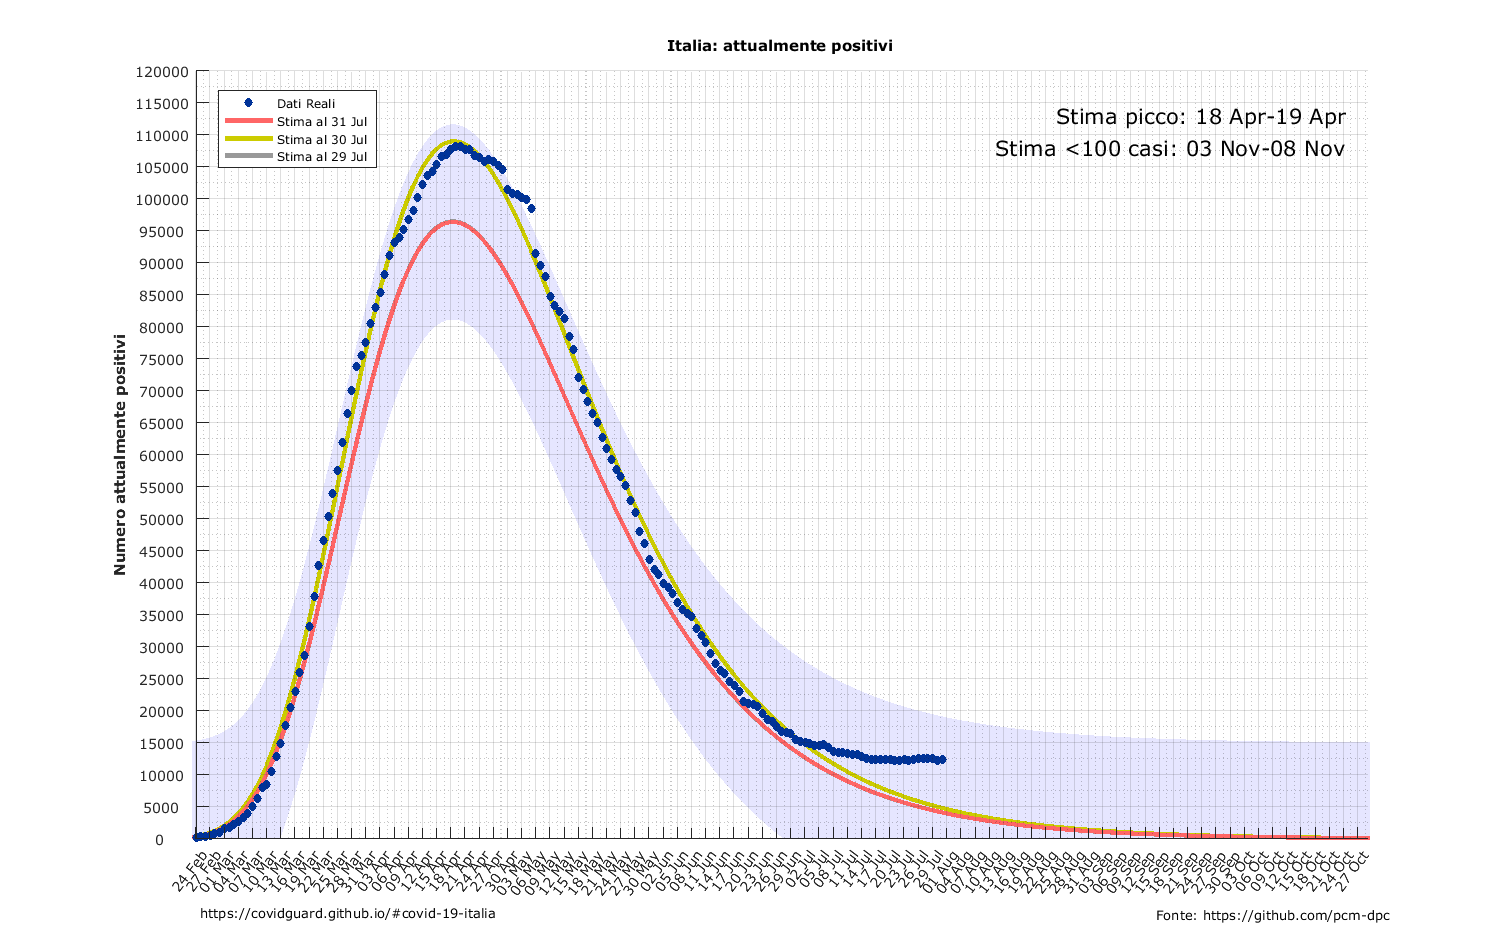 Italia: attualmente positivi
Stima picco: 18 Apr-19 Apr
Stima <100 casi: 03 Nov-08 Nov
Dati Reali
Stima al 31 Jul
Stima al 30 Jul
Stima al 29 Jul
Numero attualmente positivi
120000
115000
110000
105000
100000
95000
90000
85000
80000
75000
70000
65000
60000
55000
50000
45000
40000
35000
30000
25000
20000
15000
10000
5000
0
24 Feb
27 Feb
01 Mar
04 Mar
07 Mar
10 Mar
13 Mar
16 Mar
19 Mar
22 Mar
25 Mar
28 Mar
31 Mar
03 Apr
06 Apr
09 Apr
12 Apr
15 Apr
18 Apr
21 Apr
24 Apr
27 Apr
30 Apr
03 May
06 May
09 May
12 May
15 May
18 May
21 May
24 May
27 May
30 May
02 Jun
05 Jun
08 Jun
11 Jun
14 Jun
17 Jun
20 Jun
23 Jun
26 Jun
29 Jun
02 Jul
05 Jul
08 Jul
11 Jul
14 Jul
17 Jul
20 Jul
23 Jul
26 Jul
29 Jul
01 Aug
04 Aug
07 Aug
10 Aug
13 Aug
16 Aug
19 Aug
22 Aug
25 Aug
28 Aug
31 Aug
03 Sep
06 Sep
09 Sep
12 Sep
15 Sep
18 Sep
21 Sep
24 Sep
27 Sep
30 Sep
03 Oct
06 Oct
09 Oct
12 Oct
15 Oct
18 Oct
21 Oct
24 Oct
27 Oct
https://covidguard.github.io/#covid-19-italia
Fonte: https://github.com/pcm-dpc